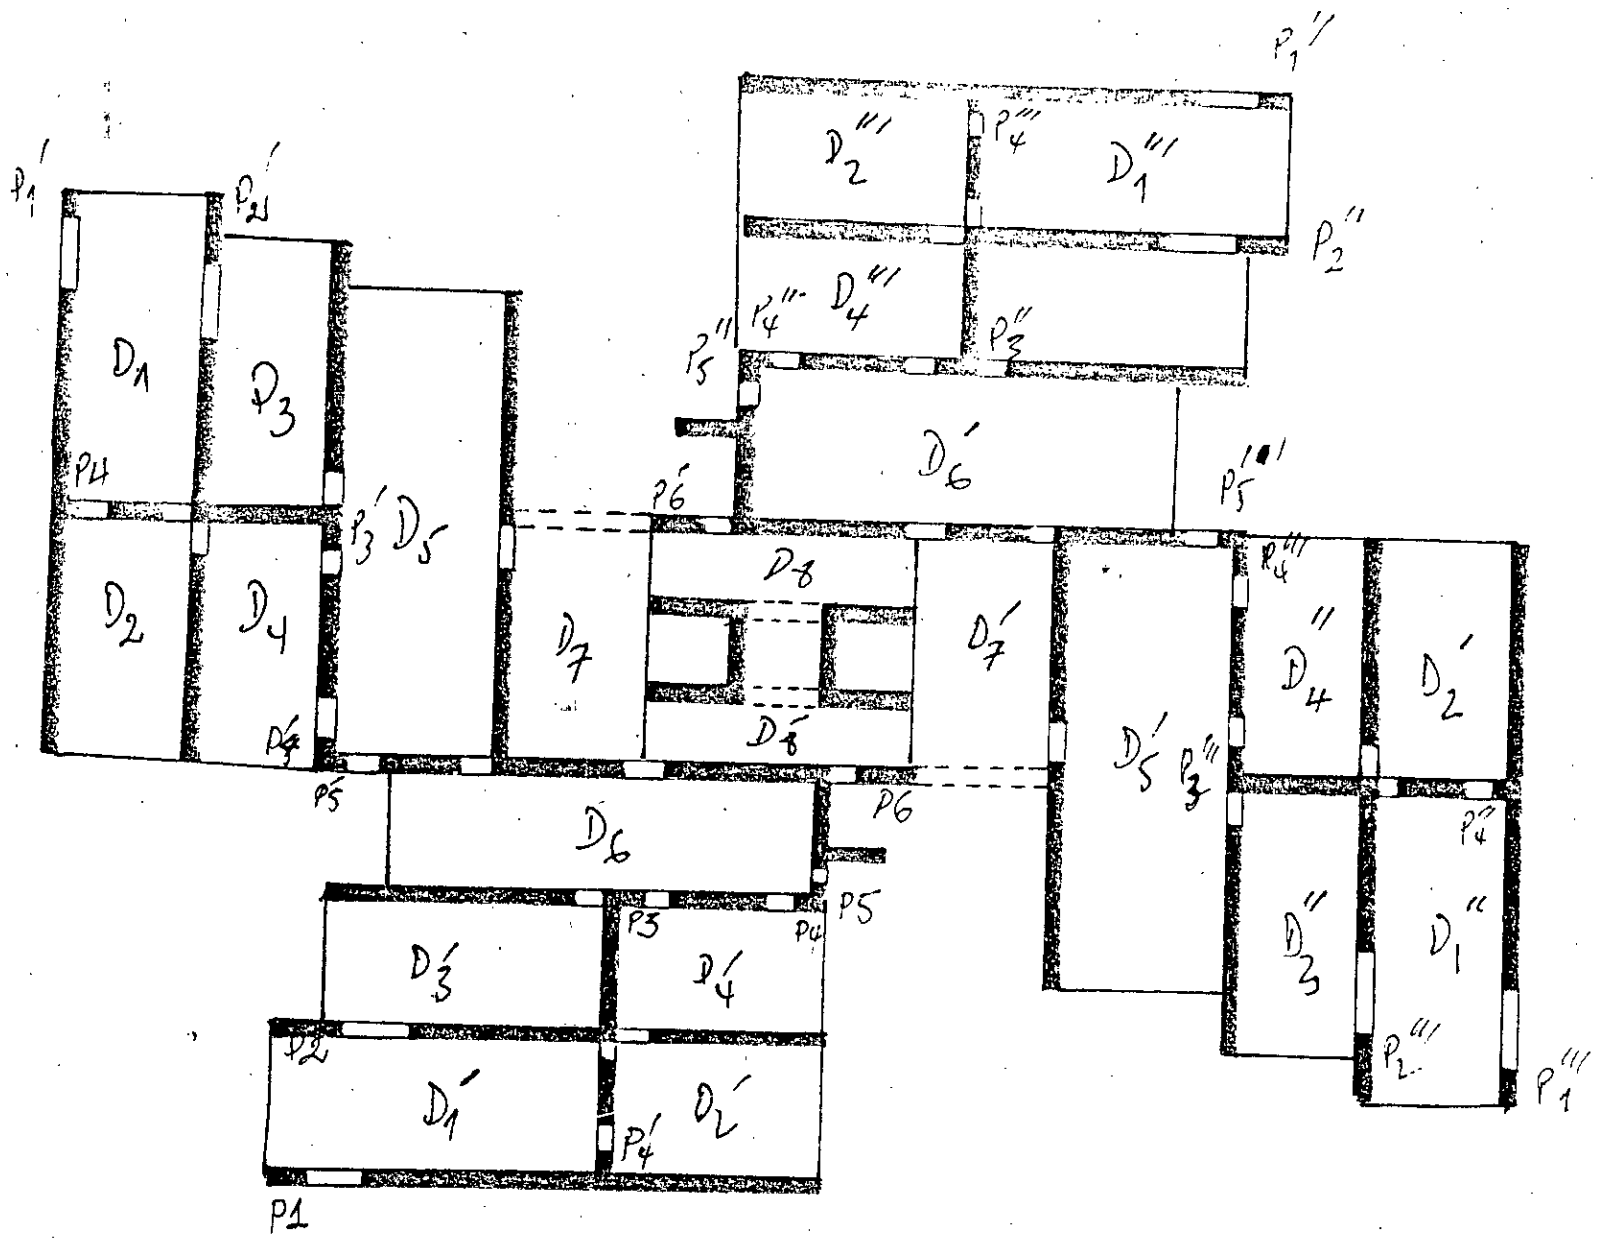 P1''
D2''' P4''' D1'''
P1' P2' P2''
P5'' P4''' D4''' P3''
D1 D3
D6' P5'''
P4 P3' D5 P6'
P4''' D8
D2 D4 D7 D7' D4'' D2'
D8' D5' P3'''
P4' P5 P6 P4''
D6
P3 P4 P5
D3' D4' D3'' D1''
P2 P2''' P1'''
D1' D2'
P4'
P1